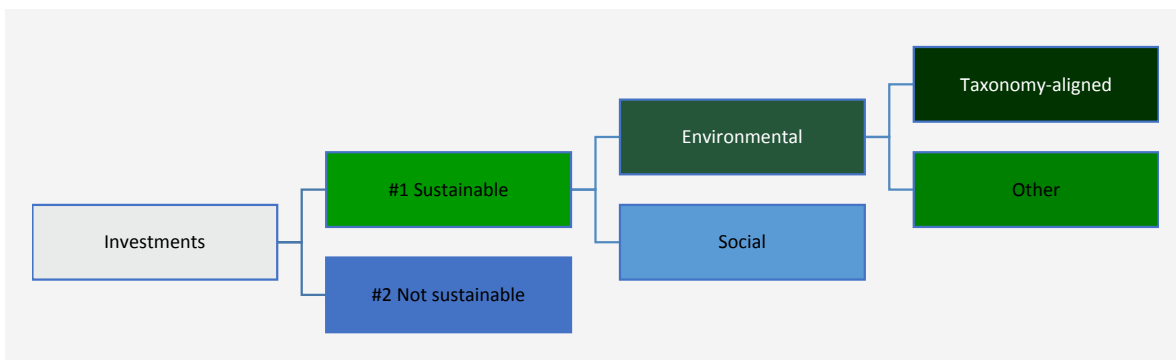 Investments
#1 Sustainable
#2 Not sustainable
Environmental
Social
Taxonomy-aligned
Other